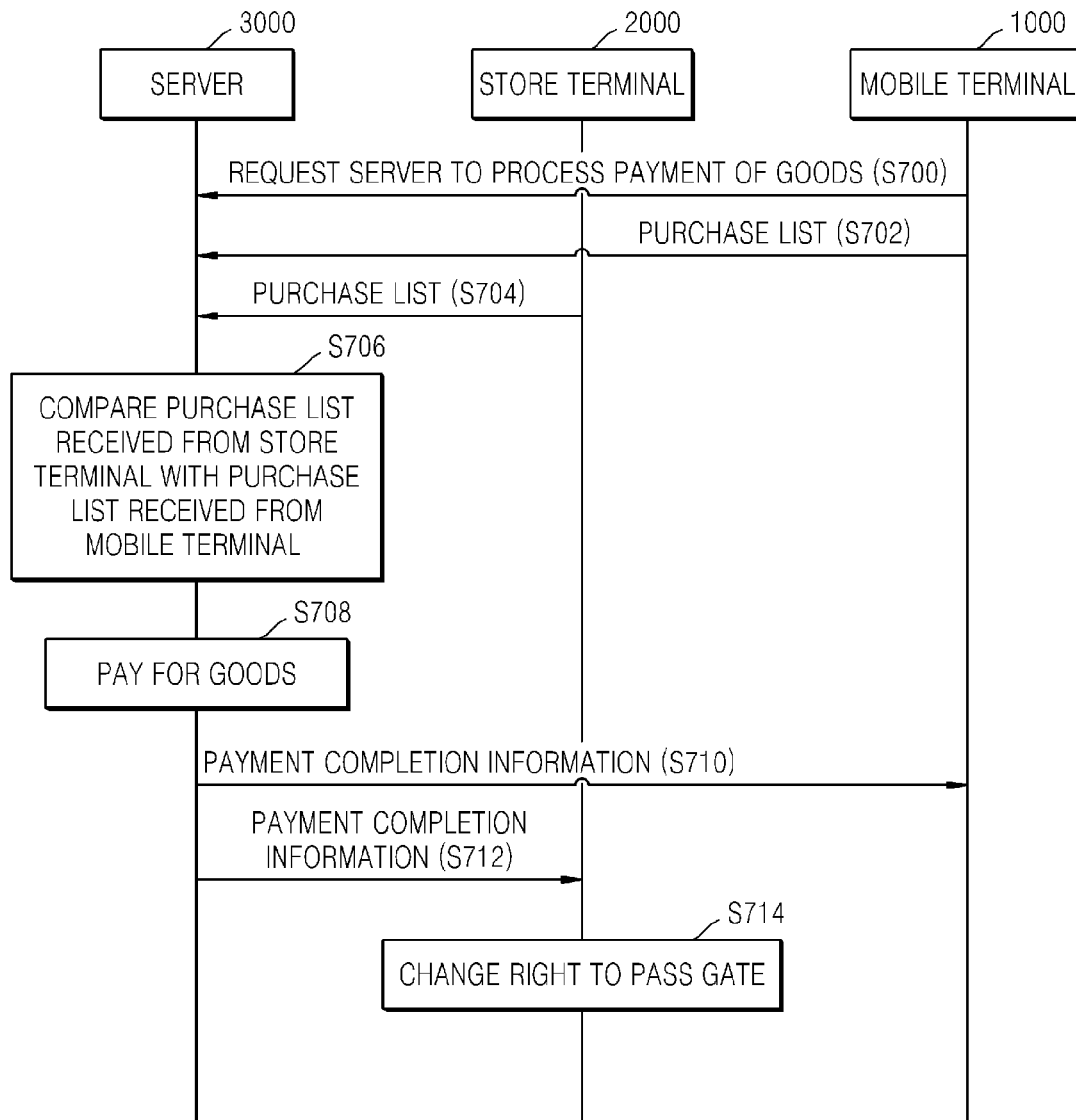 3000
2000
1000
SERVER
STORE TERMINAL
MOBILE TERMINAL
REQUEST SERVER TO PROCESS PAYMENT OF GOODS (S700)
PURCHASE LIST (S702)
PURCHASE LIST (S704)
S706
COMPARE PURCHASE LIST
RECEIVED FROM STORE
TERMINAL WITH PURCHASE
LIST RECEIVED FROM
MOBILE TERMINAL
S708
PAY FOR GOODS
PAYMENT COMPLETION INFORMATION (S710)
PAYMENT COMPLETION
INFORMATION (S712)
S714
CHANGE RIGHT TO PASS GATE